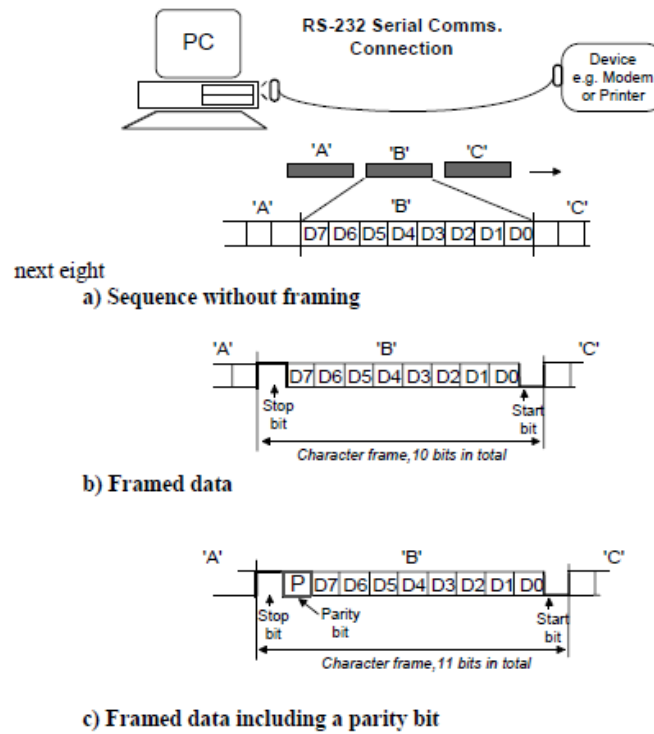 PC
RS-232 Serial Comms.
Connection
Device
e.g. Modem
or Printer
'A' 'B' 'C'
'A' 'B' 'C'
D7 D6 D5 D4 D3 D2 D1 D0
next eight
a) Sequence without framing
'A' 'B' 'C'
D7 D6 D5 D4 D3 D2 D1 D0
Stop
bit
Start
bit
Character frame,10 bits in total
b) Framed data
'A' 'B' 'C'
P D7 D6 D5 D4 D3 D2 D1 D0
Stop
bit
Parity
bit
Start
bit
Character frame,11 bits in total
c) Framed data including a parity bit